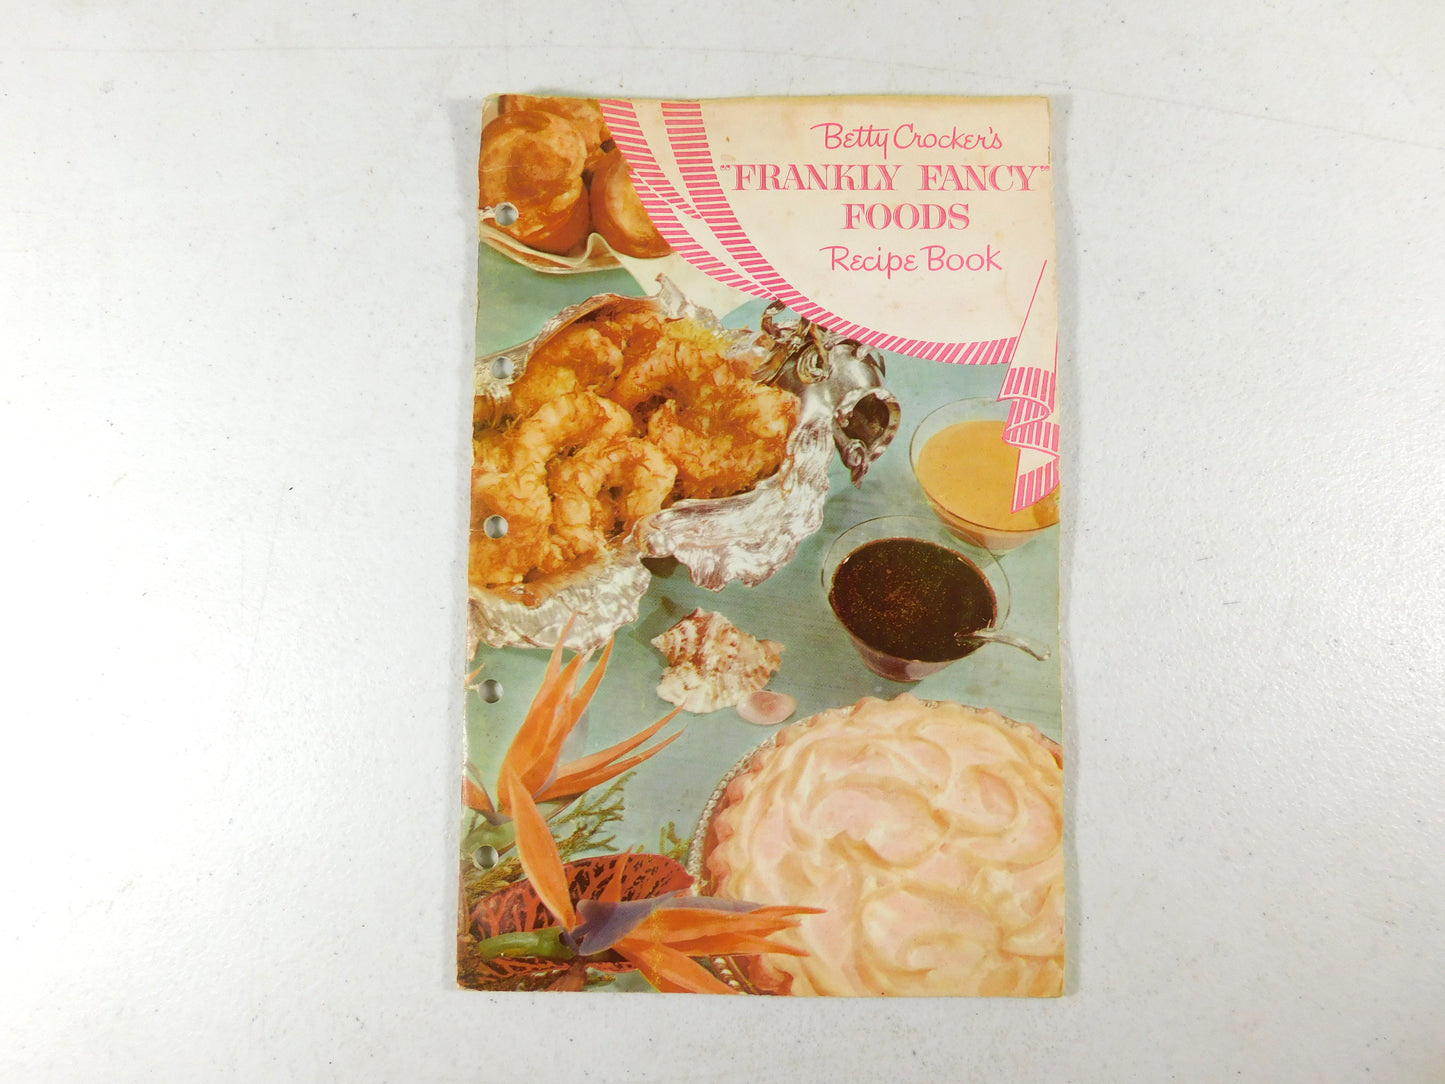 Betty Crocker's
"FRANKLY FANCY"
FOODS
Recipe Book